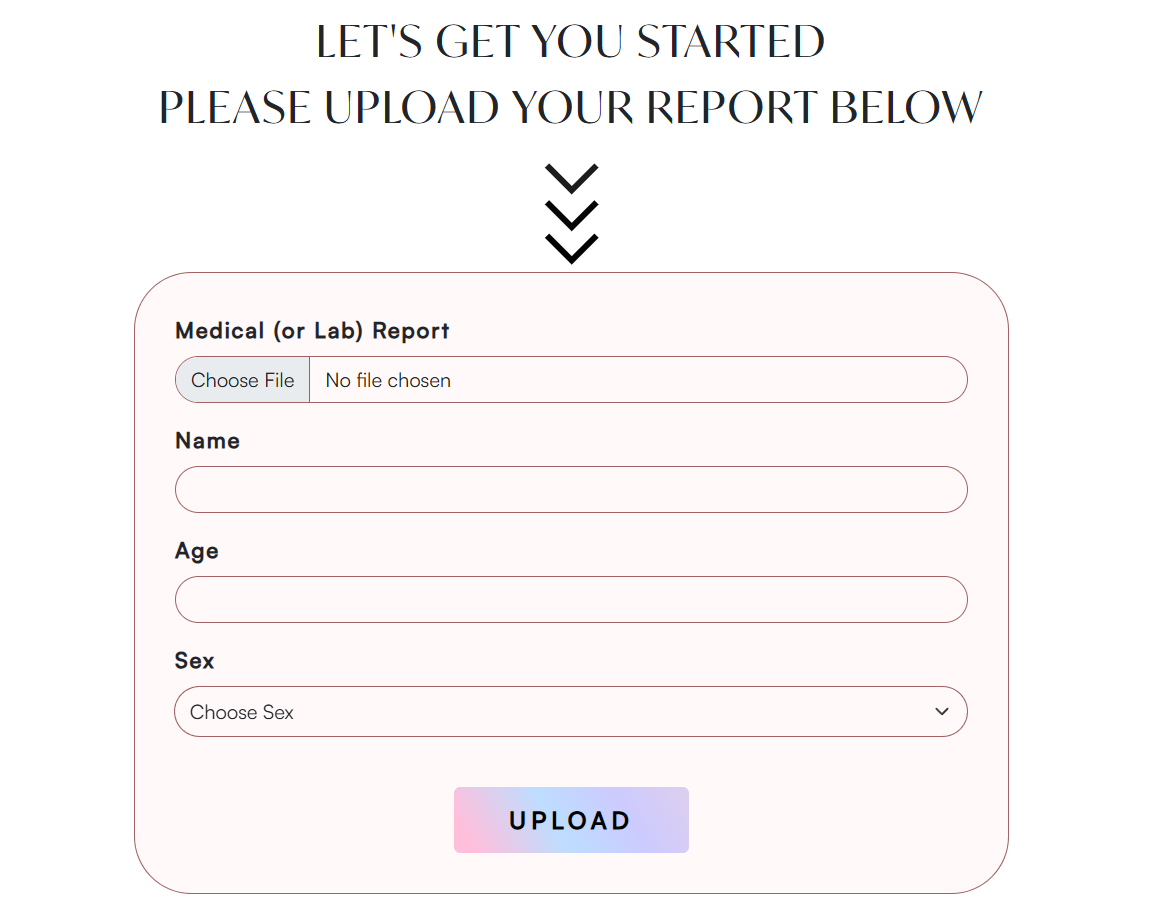 LET'S GET YOU STARTED
PLEASE UPLOAD YOUR REPORT BELOW
Medical (or Lab) Report
Choose File No file chosen
Name
Age
Sex
Choose Sex
UPLOAD